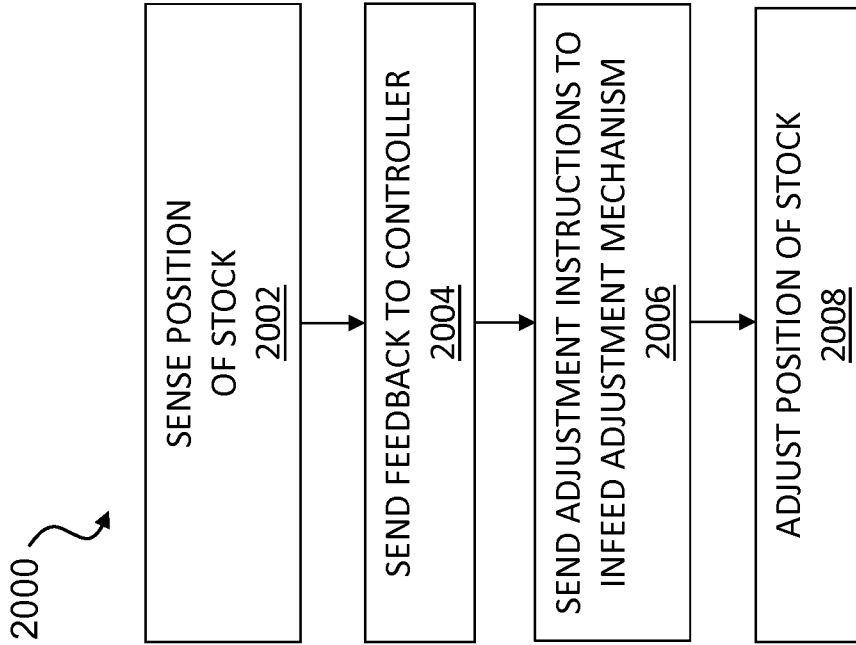 2000
SENSE POSITION
OF STOCK
2002
SEND FEEDBACK TO CONTROLLER
2004
SEND ADJUSTMENT INSTRUCTIONS TO
INFEED ADJUSTMENT MECHANISM
2006
ADJUST POSITION OF STOCK
2008